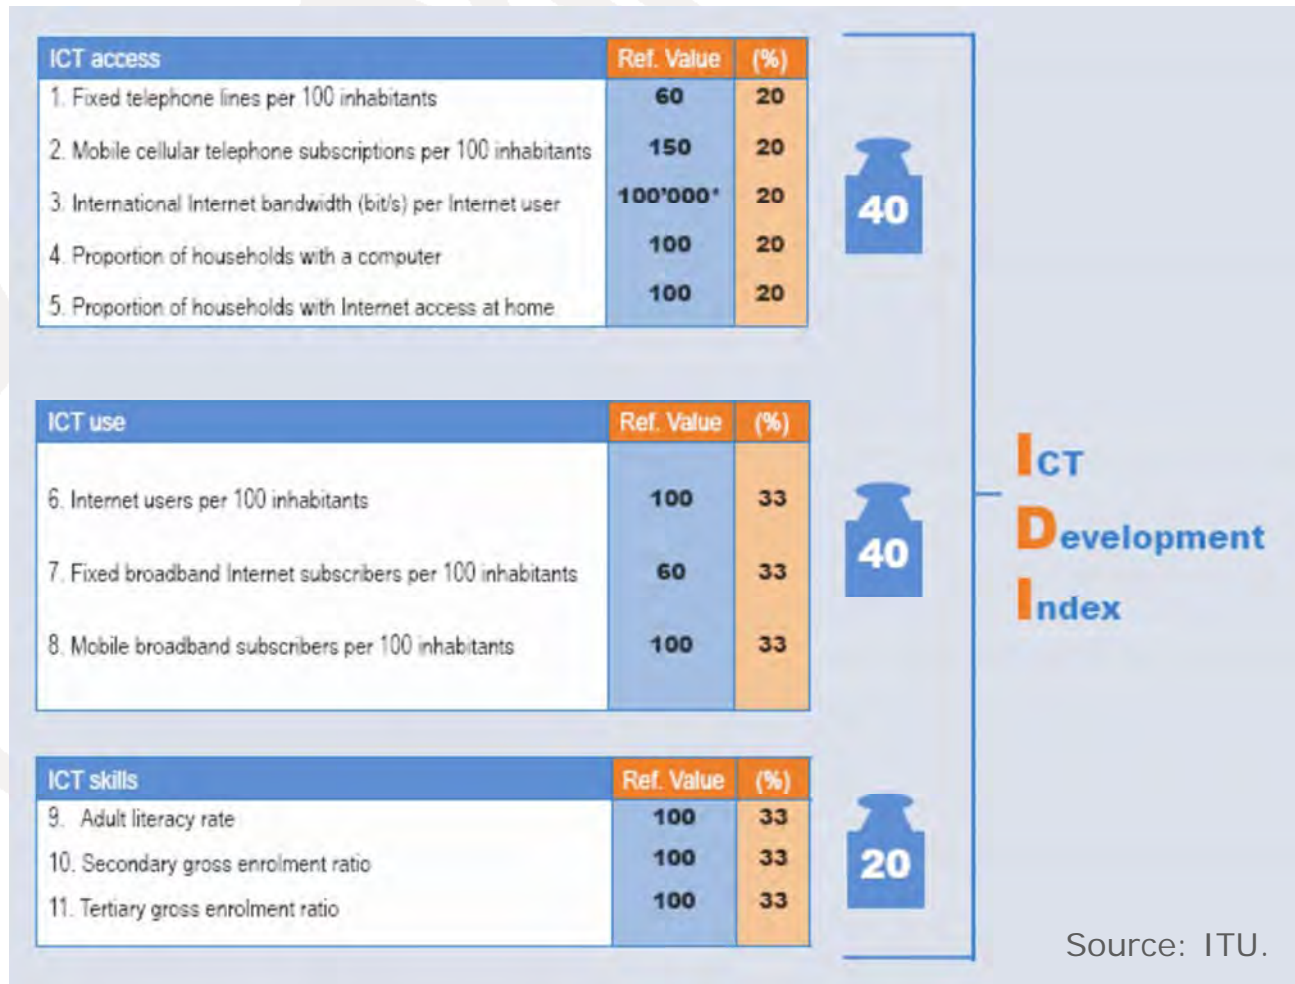 ICT access Ref. Value (%)
1. Fixed telephone lines per 100 inhabitants 60 20
2. Mobile cellular telephone subscriptions per 100 inhabitants 150 20
3. International Internet bandwidth (bit/s) per Internet user 100'000* 20
4. Proportion of households with a computer 100 20
5. Proportion of households with Internet access at home 100 20
40
ICT use Ref. Value (%)
6. Internet users per 100 inhabitants 100 33
7. Fixed broadband Internet subscribers per 100 inhabitants 60 33
8. Mobile broadband subscribers per 100 inhabitants 100 33
40
ICT skills Ref. Value (%)
9. Adult literacy rate 100 33
10. Secondary gross enrolment ratio 100 33
11. Tertiary gross enrolment ratio 100 33
20
ICT
Development
Index
Source: ITU.